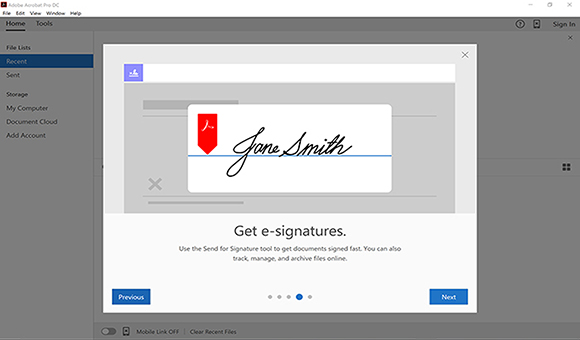 Adobe Acrobat Pro DC
File Edit View Window Help
Home Tools
Sign In
File Lists
Recent
Sent
Storage
My Computer
Document Cloud
Add Account
Jane Smith
Get e-signatures.
Use the Send for Signature tool to get documents signed fast. You can also
track, manage, and archive files online.
Previous
Next
Mobile Link OFF | Clear Recent Files